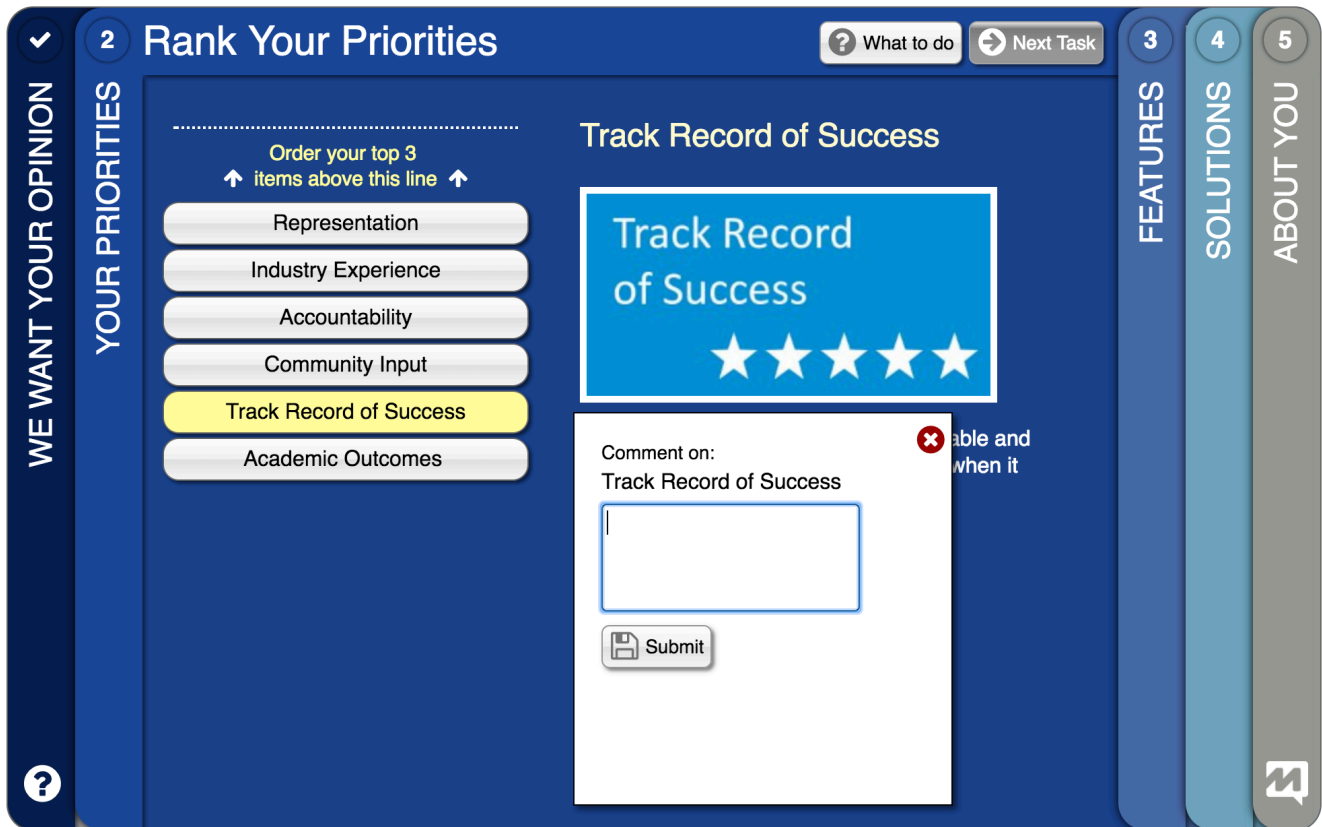 WE WANT YOUR OPINION
?
2
YOUR PRIORITIES
Rank Your Priorities
? What to do
Next Task
Order your top 3
items above this line
Representation
Industry Experience
Accountability
Community Input
Track Record of Success
Academic Outcomes
Track Record of Success
Track Record
of Success
able and
when it
Comment on:
Track Record of Success
Submit
3
FEATURES
4
SOLUTIONS
5
ABOUT YOU